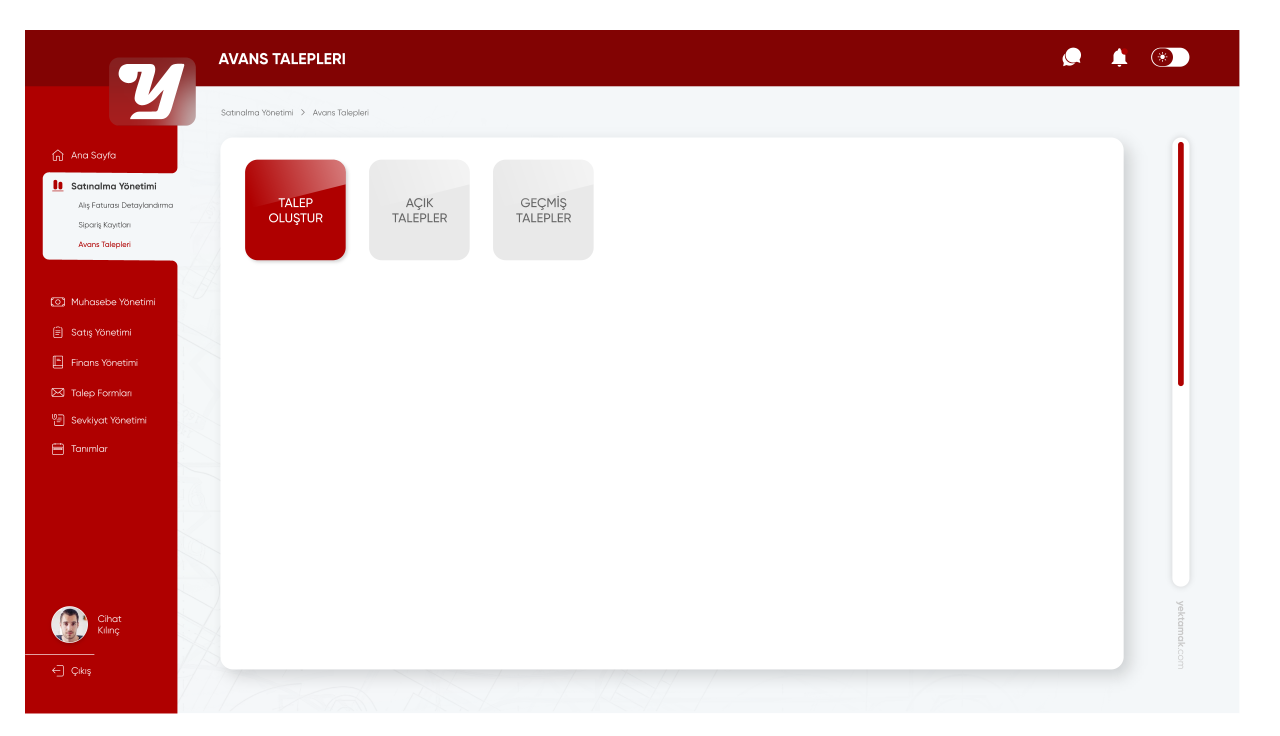 AVANS TALEPLERI
Y
Satınalma Yönetimi > Avans Talepleri
Ana Sayfa
Satınalma Yönetimi
Alış Faturası Detaylandırma
Sipariş Kayıtları
Avans Talepleri
Muhasebe Yönetimi
Satış Yönetimi
Finans Yönetimi
Talep Formları
Sevkiyat Yönetimi
Tanımlar
Cihat
Kılınç
Çıkış
TALEP
OLUŞTUR
AÇIK
TALEPLER
GEÇMİŞ
TALEPLER
yektamak.com